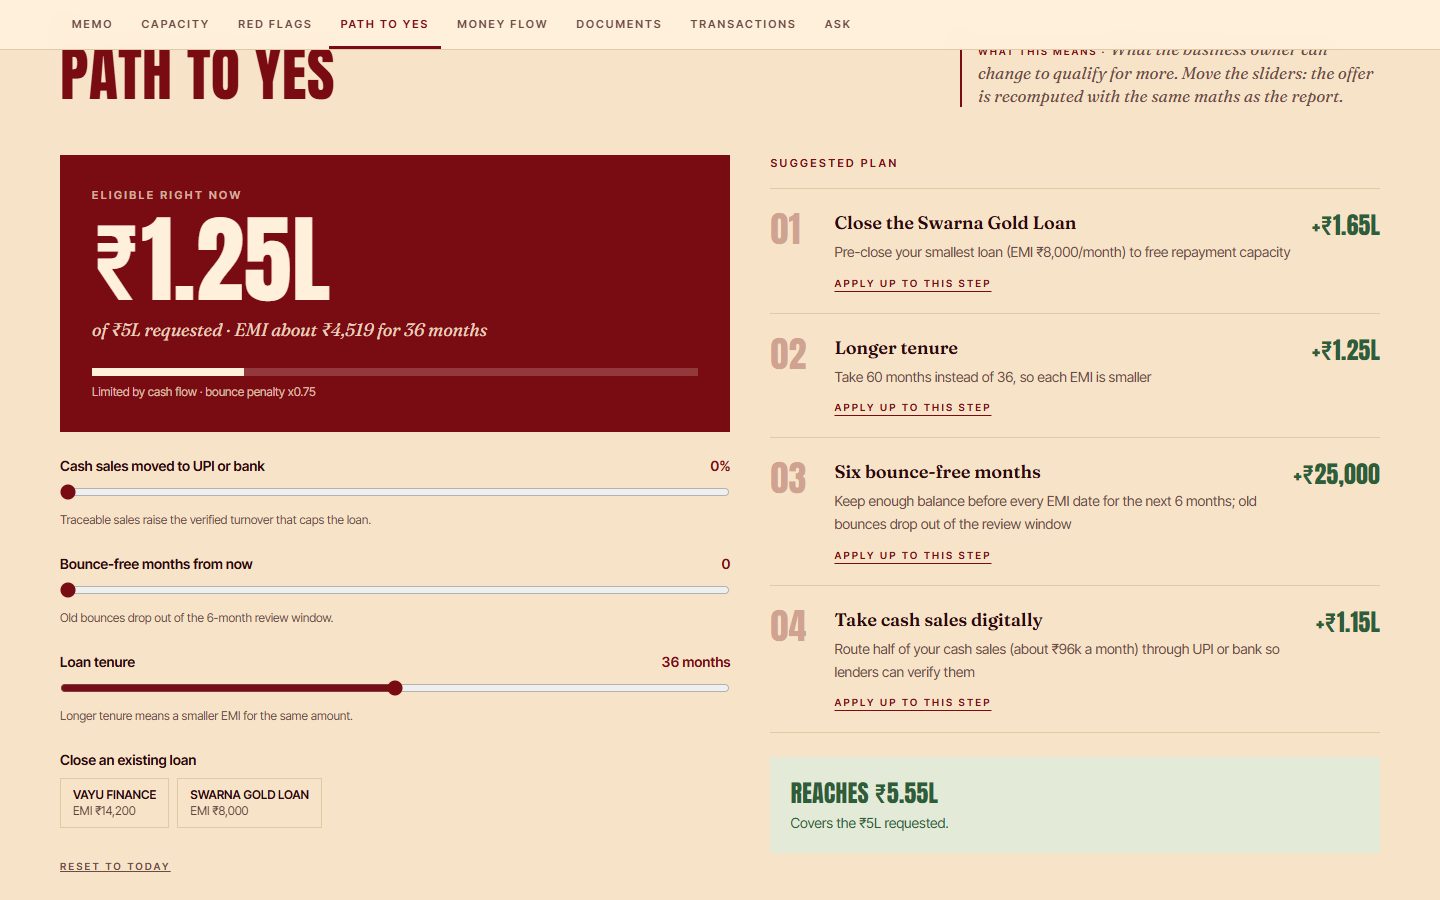 MEMO
CAPACITY
RED FLAGS
PATH TO YES
MONEY FLOW
DOCUMENTS
TRANSACTIONS
ASK
PATH TO YES
WHAT THIS MEANS · What the business owner can
change to qualify for more. Move the sliders: the offer
is recomputed with the same maths as the report.
ELIGIBLE RIGHT NOW
₹1.25L
of ₹5L requested · EMI about ₹4,519 for 36 months
Limited by cash flow · bounce penalty x0.75
Cash sales moved to UPI or bank
0%
Traceable sales raise the verified turnover that caps the loan.
Bounce-free months from now
0
Old bounces drop out of the 6-month review window.
Loan tenure
36 months
Longer tenure means a smaller EMI for the same amount.
Close an existing loan
VAYU FINANCE
EMI ₹14,200
SWARNA GOLD LOAN
EMI ₹8,000
RESET TO TODAY
SUGGESTED PLAN
01
Close the Swarna Gold Loan
+₹1.65L
Pre-close your smallest loan (EMI ₹8,000/month) to free repayment capacity
APPLY UP TO THIS STEP
02
Longer tenure
+₹1.25L
Take 60 months instead of 36, so each EMI is smaller
APPLY UP TO THIS STEP
03
Six bounce-free months
+₹25,000
Keep enough balance before every EMI date for the next 6 months; old
bounces drop out of the review window
APPLY UP TO THIS STEP
04
Take cash sales digitally
+₹1.15L
Route half of your cash sales (about ₹96k a month) through UPI or bank so
lenders can verify them
APPLY UP TO THIS STEP
REACHES ₹5.55L
Covers the ₹5L requested.